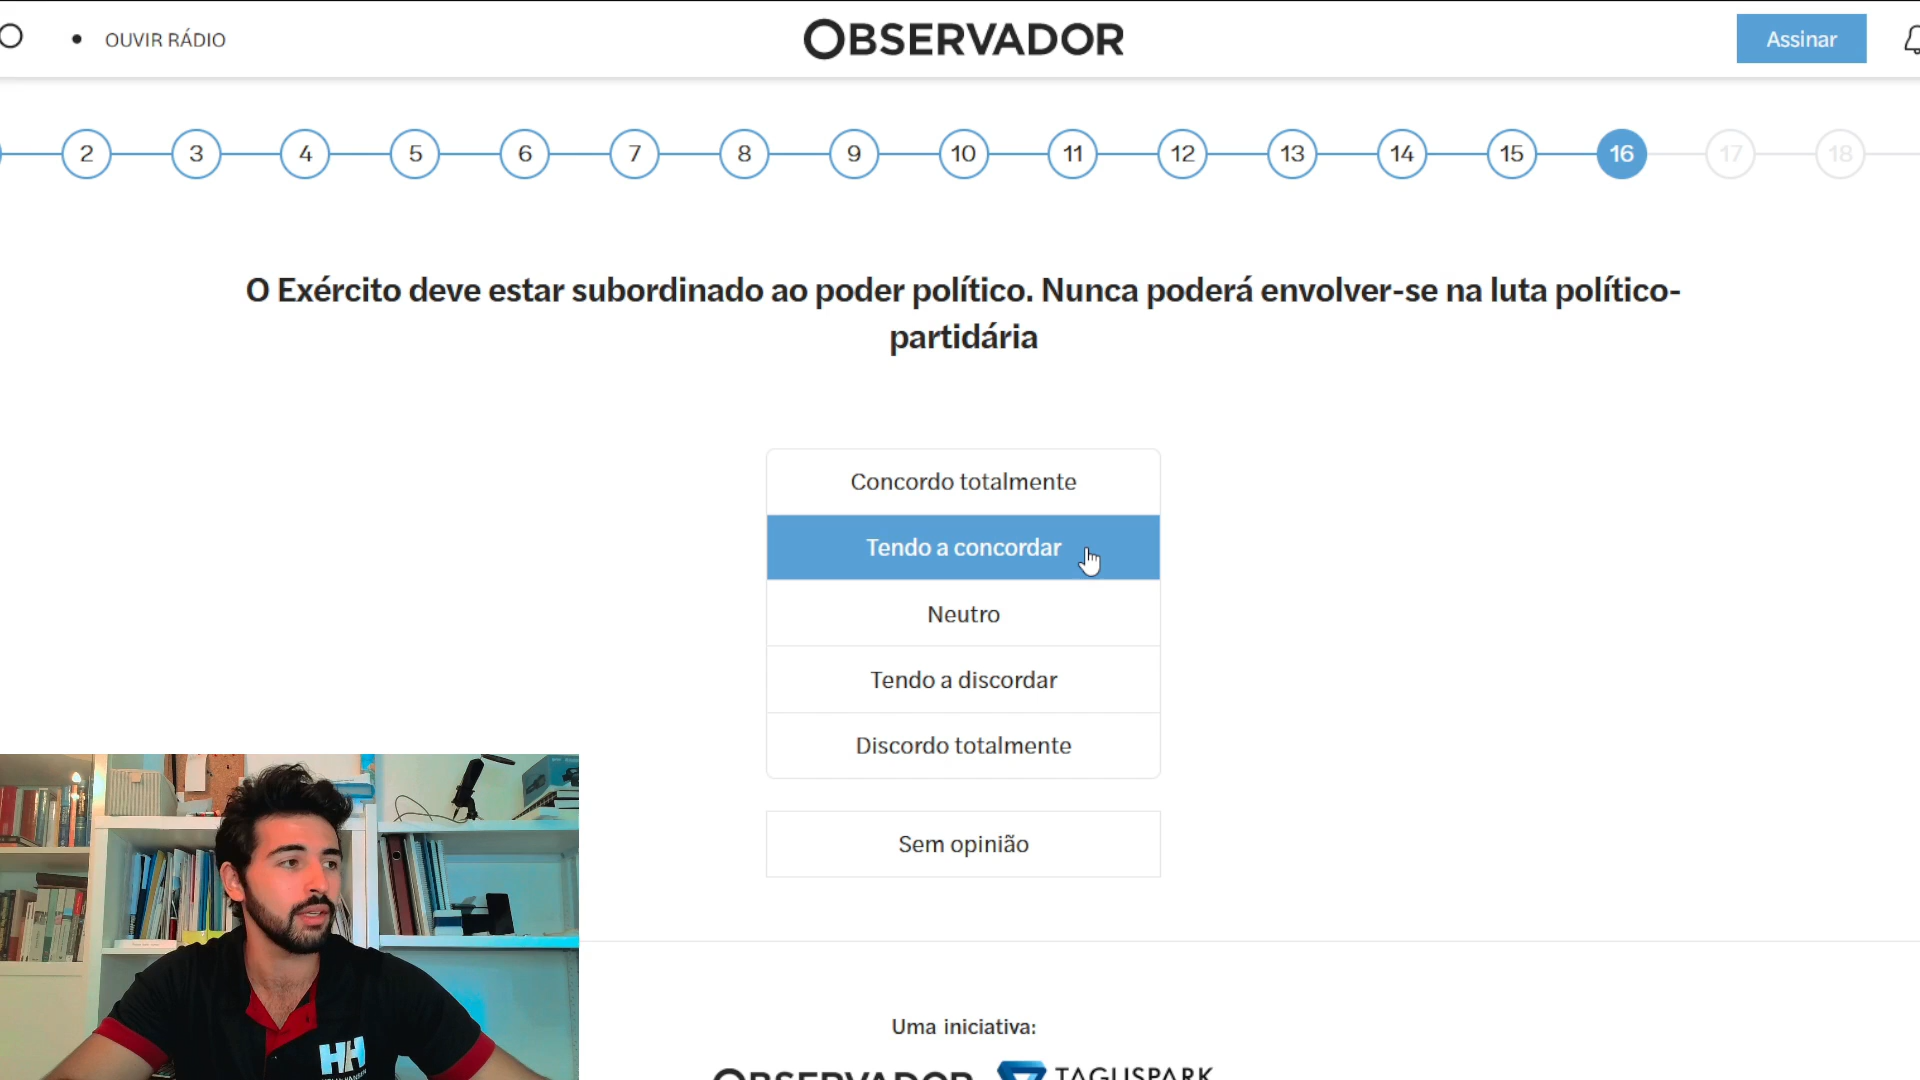 OUVIR RÁDIO
OBSERVADOR
Assinar
2 3 4 5 6 7 8 9 10 11 12 13 14 15 16 17 18
O Exército deve estar subordinado ao poder político. Nunca poderá envolver-se na luta político-
partidária
Concordo totalmente
Tendo a concordar
Neutro
Tendo a discordar
Discordo totalmente
Sem opinião
HH
Uma iniciativa:
OBSERVADOR
TAGUSPARK